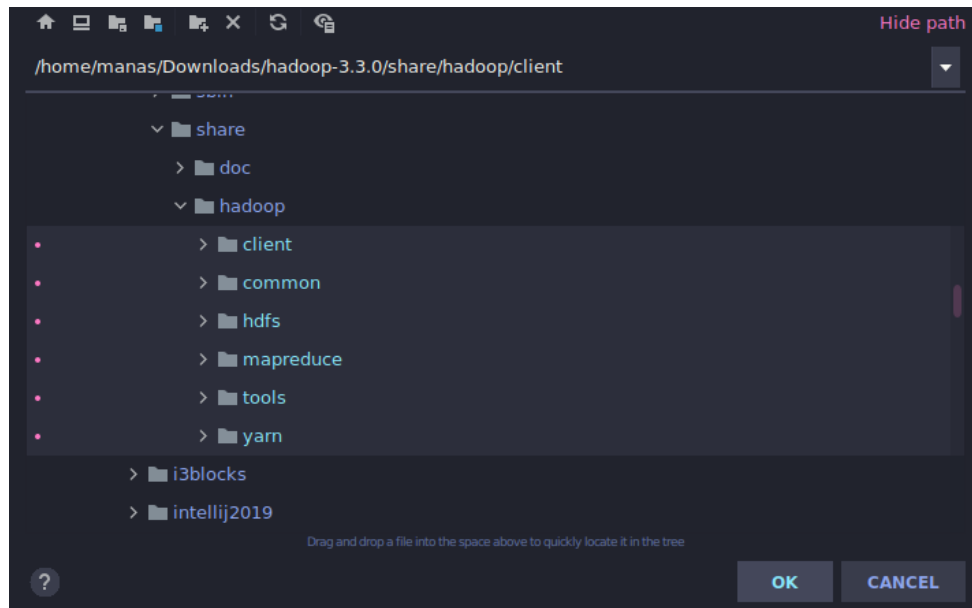 Hide path
/home/manas/Downloads/hadoop-3.3.0/share/hadoop/client
sbin
share
doc
hadoop
client
common
hdfs
mapreduce
tools
yarn
i3blocks
intellij2019
Drag and drop a file into the space above to quickly locate it in the tree
? OK CANCEL